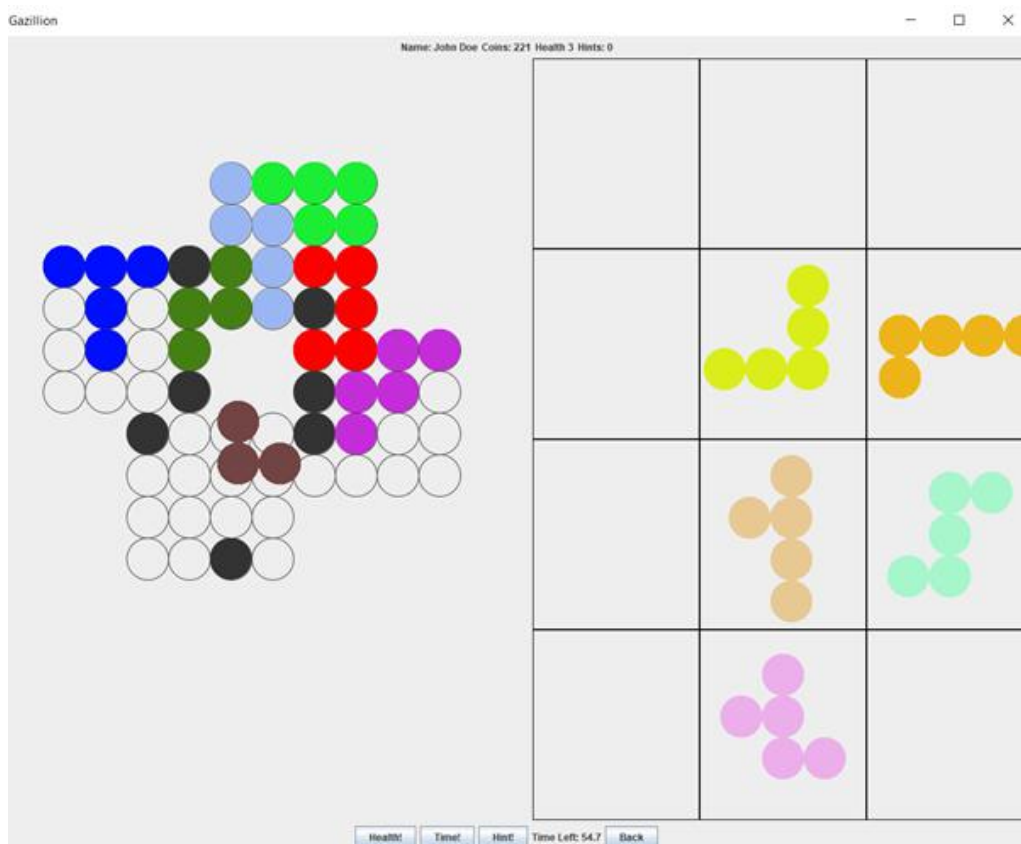 Gazillion
Name: John Doe Coins: 221 Health 3 Hints: 0
Health! Time! Hint! Time Left: 54.7 Back